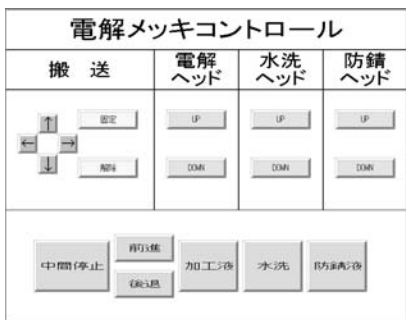 電解メッキコントロール
搬 送
電解
ヘッド
水洗
ヘッド
防錆
ヘッド
↑
←
→
↓
固定
解除
UP
DOWN
UP
DOWN
UP
DOWN
中間停止
前進
後退
加工液
水洗
防錆液